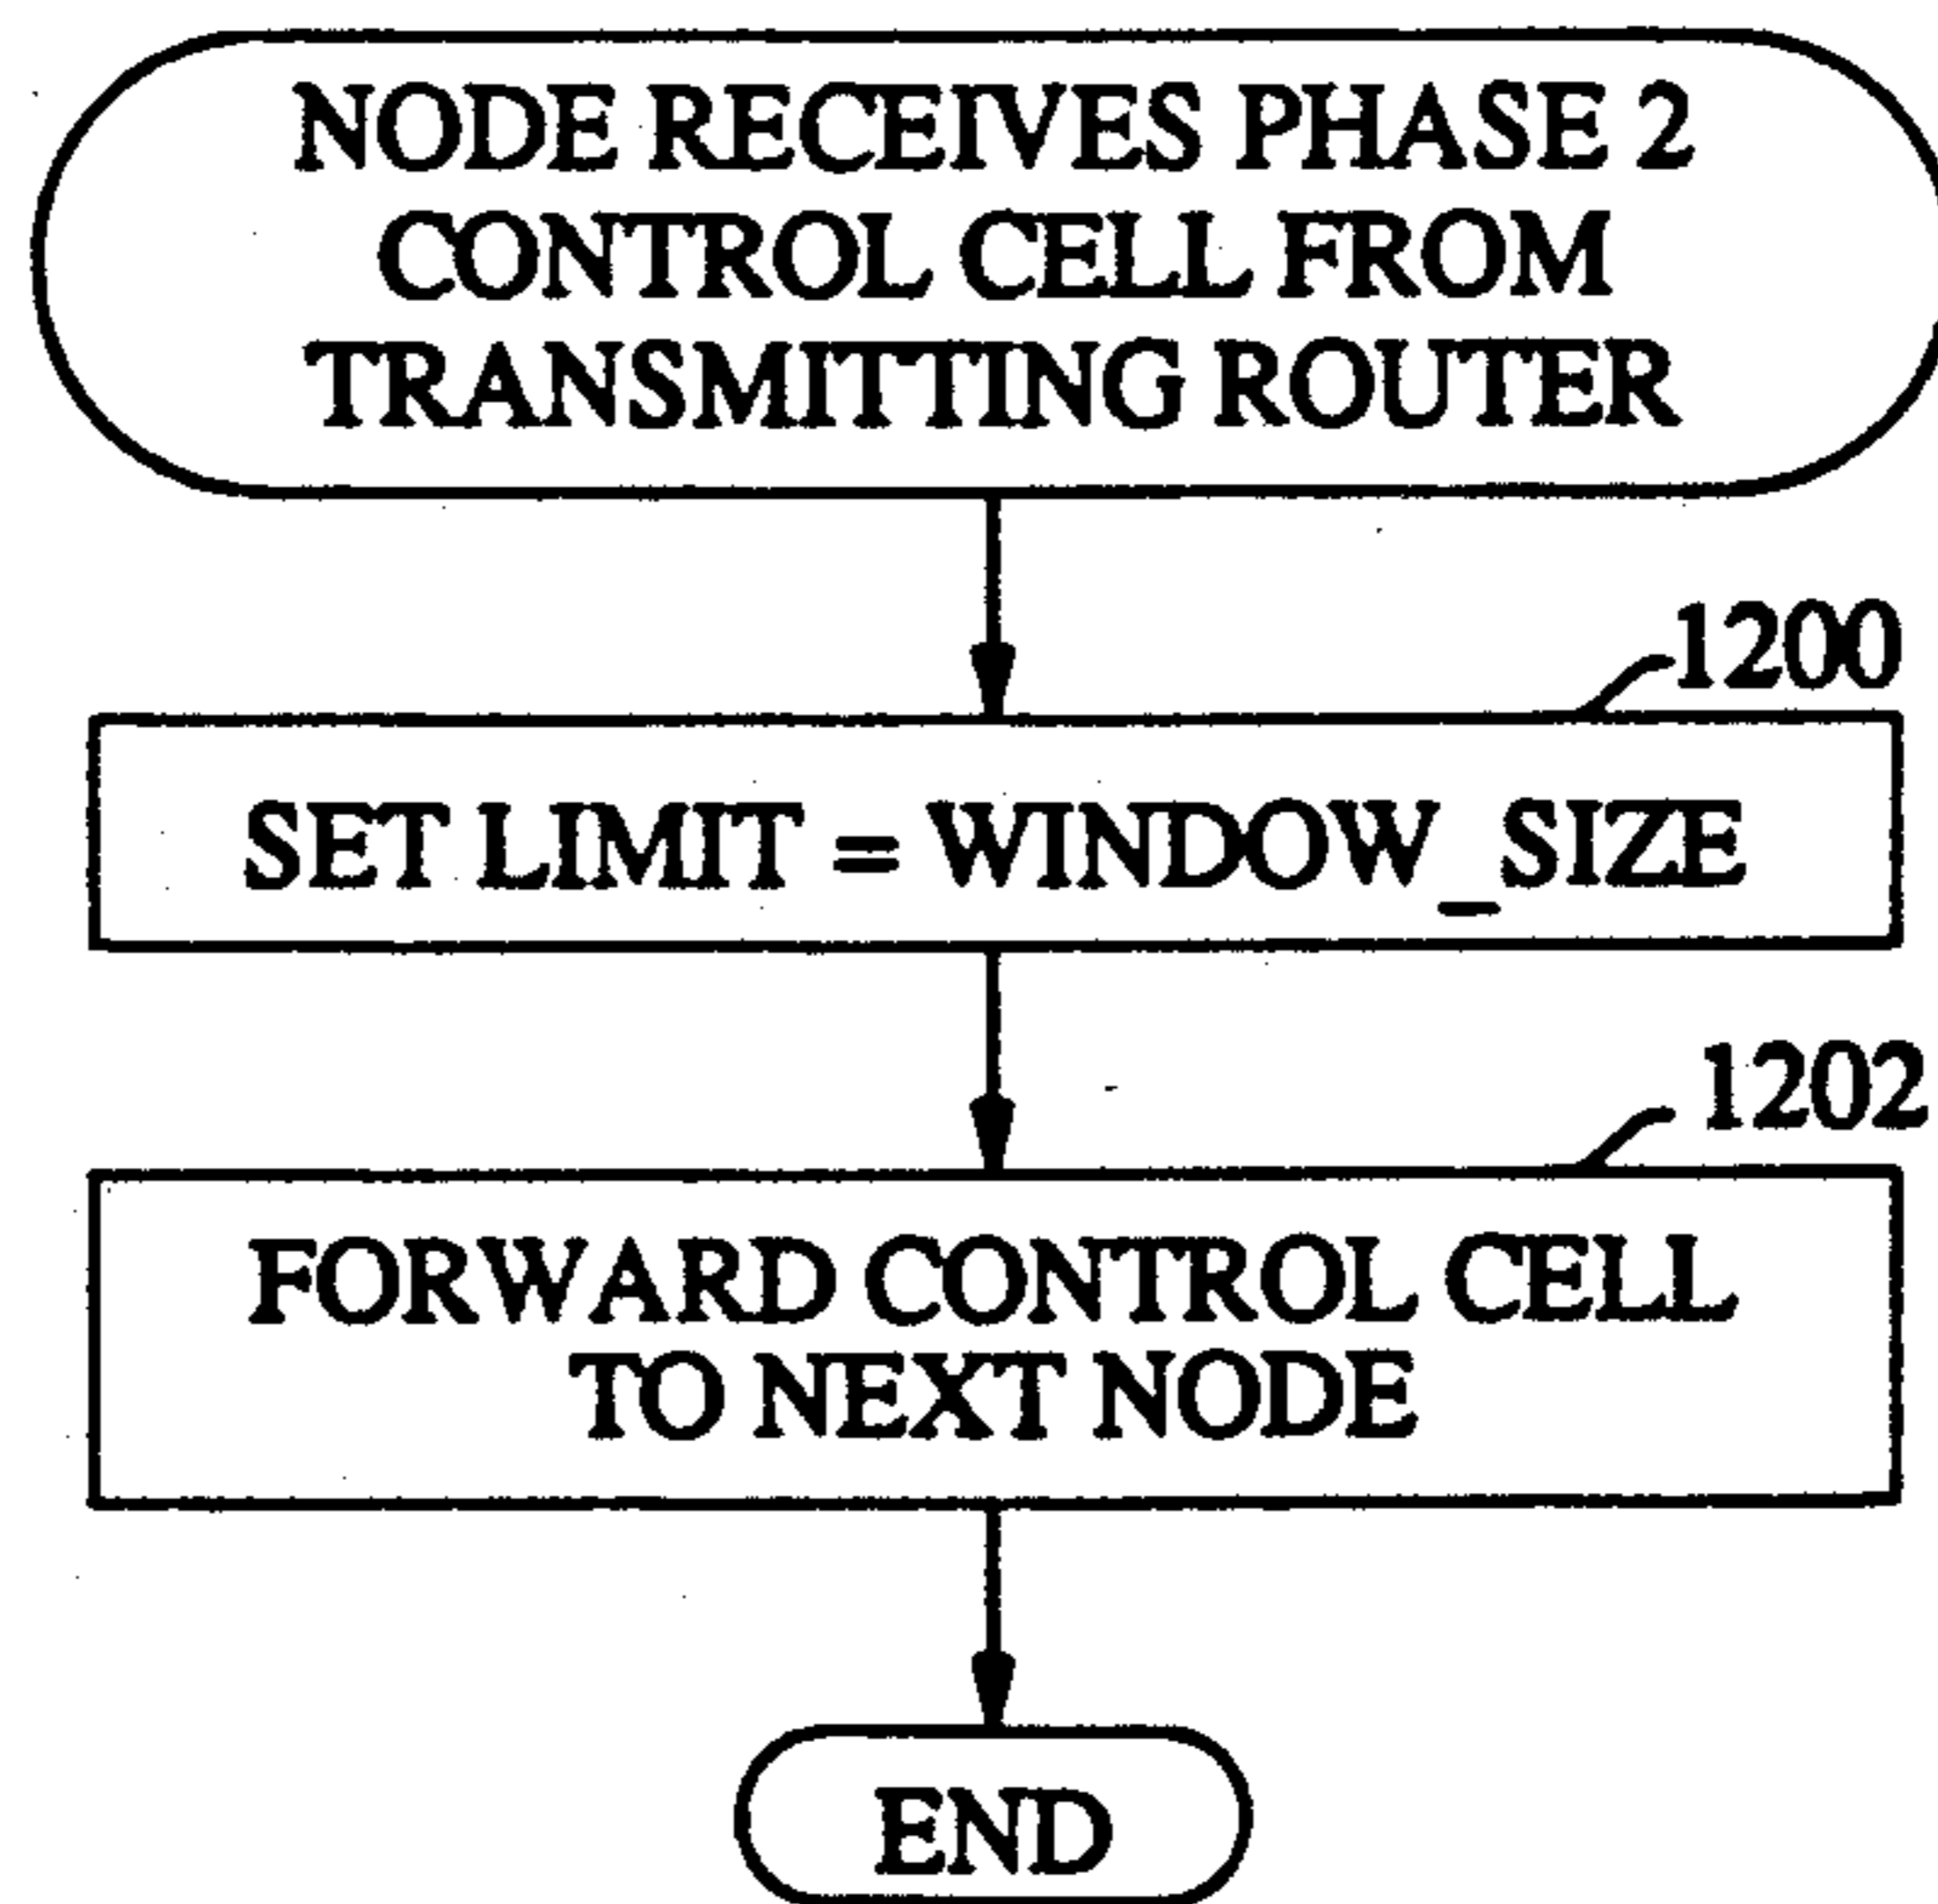 NODE RECEIVES PHASE 2
CONTROL CELL FROM
TRANSMITTING ROUTER
1200
SET LIMIT = WINDOW_SIZE
1202
FORWARD CONTROL CELL
TO NEXT NODE
END